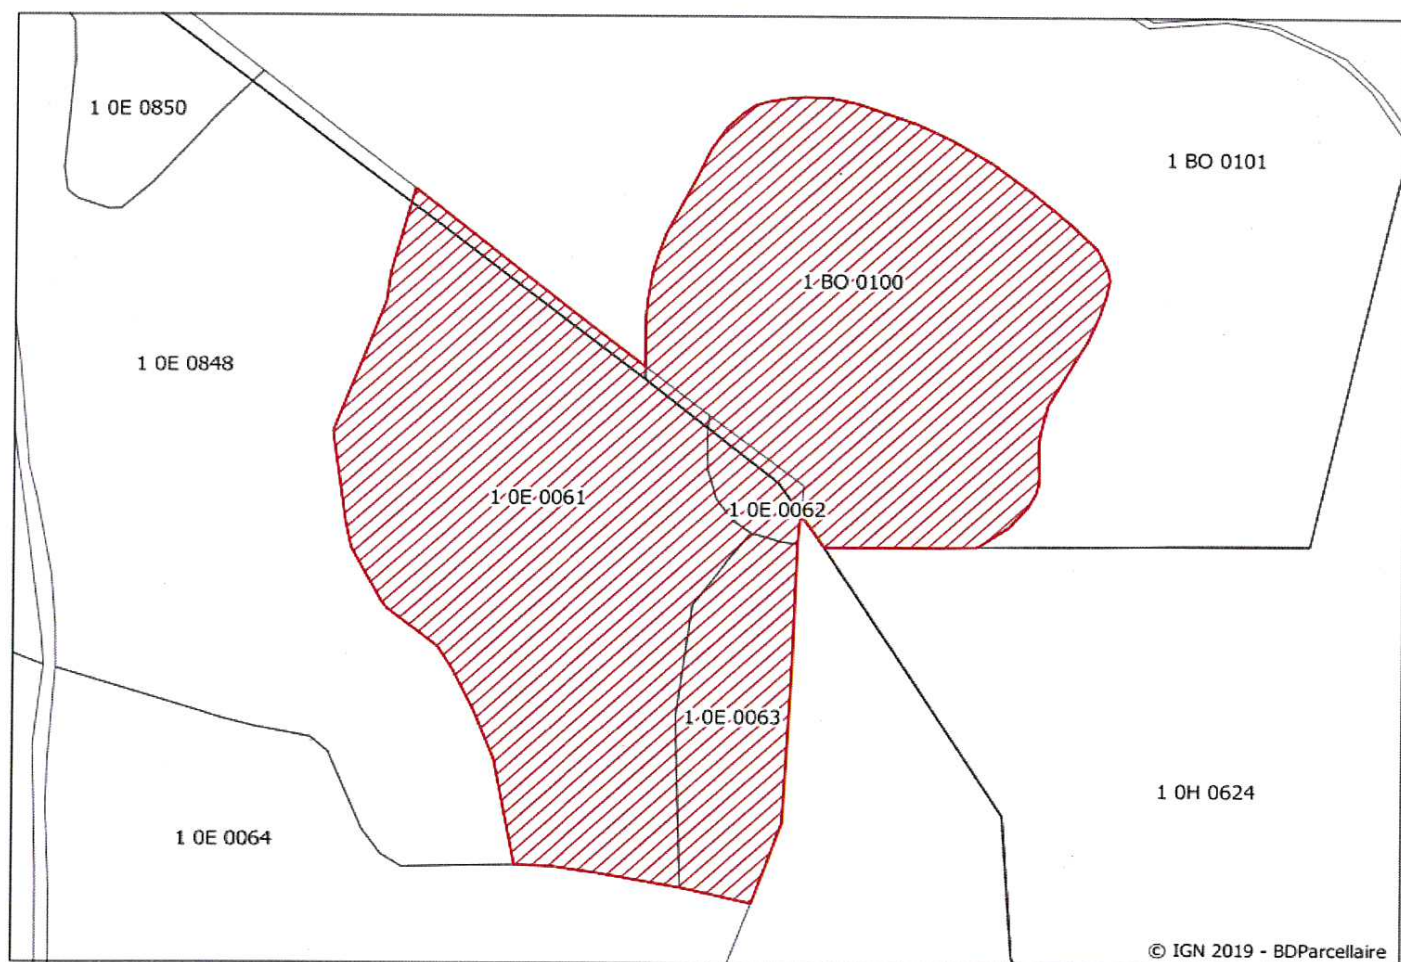 1 0E 0850
1 BO 0101
1 BO 0100
1 0E 0848
1 0E 0061
1 0E 0062
1 0E 0063
1 0H 0624
1 0E 0064
© IGN 2019 - BDParcellaire